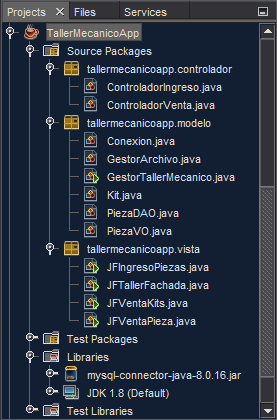 Projects
Files
Services
TallerMecanicoApp
Source Packages
tallermecanicoapp.controlador
ControladorIngreso.java
ControladorVenta.java
tallermecanicoapp.modelo
Conexion.java
GestorArchivo.java
GestorTallerMecanico.java
Kit.java
PiezaDAO.java
PiezaVO.java
tallermecanicoapp.vista
JFIngresoPiezas.java
JFTallerFachada.java
JFVentaKits.java
JFVentaPieza.java
Test Packages
Libraries
mysql-connector-java-8.0.16.jar
JDK 1.8 (Default)
Test Libraries